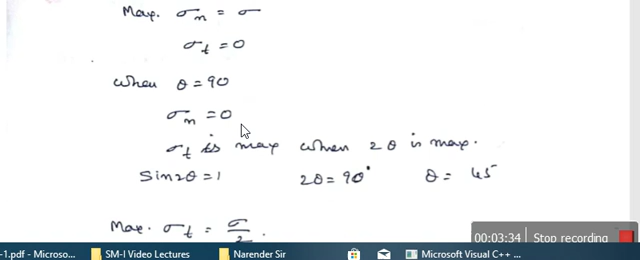 Max. σn = σ
σt = 0
when θ = 90
σn = 0
σt is max when 2θ is max.
Sin2θ = 1 2θ = 90° θ = 45
Max. σt = σ/2.
00:03:34 Stop recording
-1.pdf - Microso... SM-I Video Lectures Narender Sir Microsoft Visual C++ ...